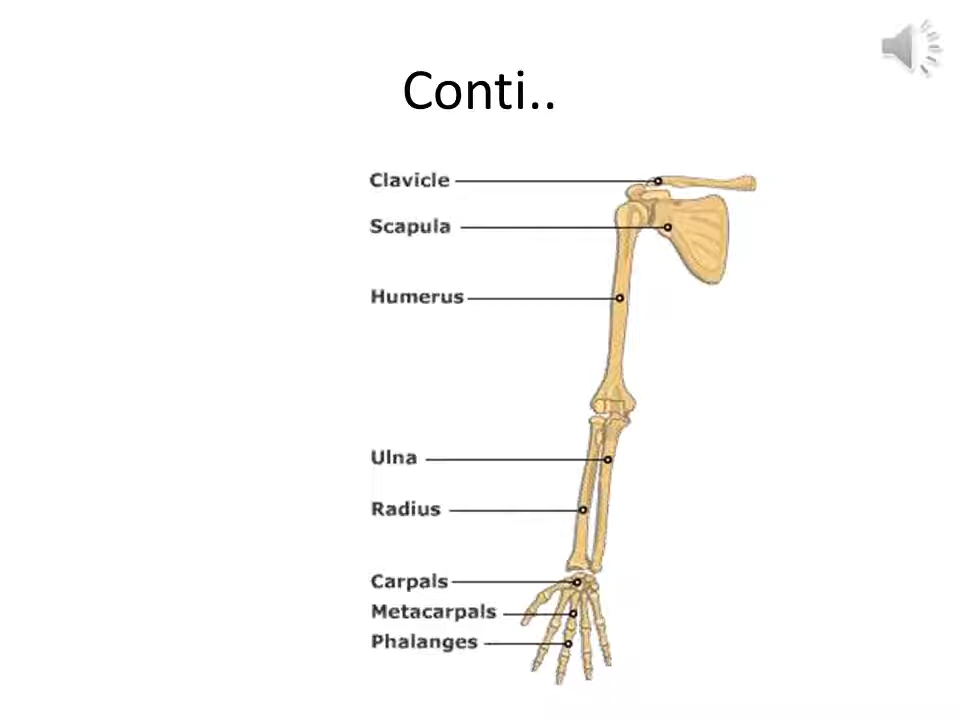 Conti..
Clavicle
Scapula
Humerus
Ulna
Radius
Carpals
Metacarpals
Phalanges